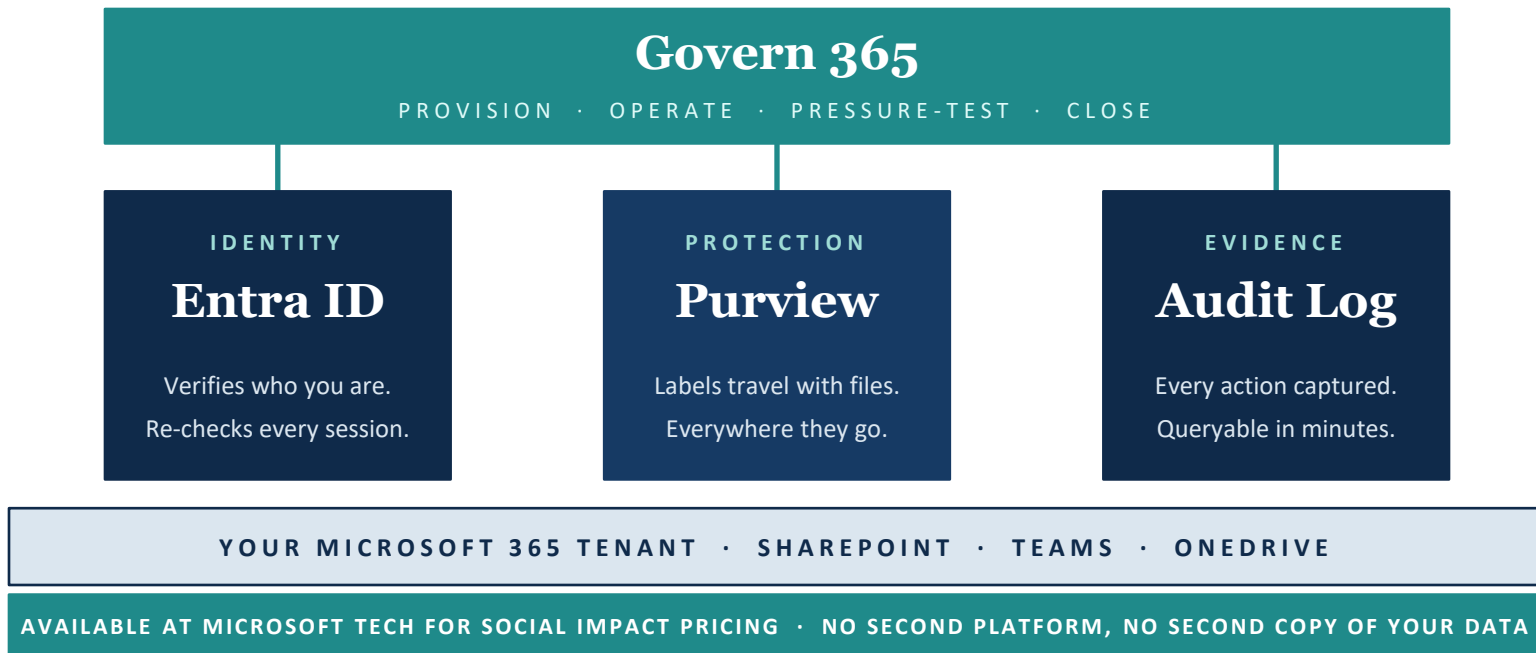 Govern 365
PROVISION · OPERATE · PRESSURE-TEST · CLOSE
IDENTITY
Entra ID
Verifies who you are.
Re-checks every session.
PROTECTION
Purview
Labels travel with files.
Everywhere they go.
EVIDENCE
Audit Log
Every action captured.
Queryable in minutes.
YOUR MICROSOFT 365 TENANT · SHAREPOINT · TEAMS · ONEDRIVE
AVAILABLE AT MICROSOFT TECH FOR SOCIAL IMPACT PRICING · NO SECOND PLATFORM, NO SECOND COPY OF YOUR DATA